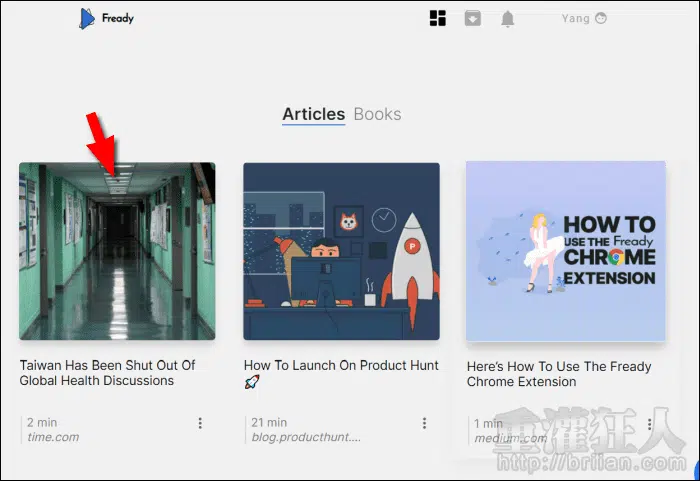 Fready
Yang
Articles Books
HOW TO
USE THE Fready
CHROME
EXTENSION
P
Taiwan Has Been Shut Out Of
Global Health Discussions
How To Launch On Product Hunt
🚀
Here's How To Use The Fready
Chrome Extension
2 min
time.com
21 min
blog.producthunt....
1 min
medium.com
重灌狂人
http://briian.com